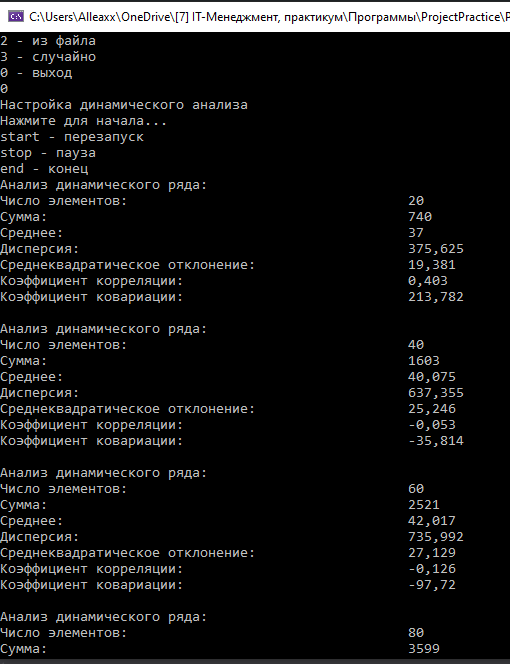 C:\Users\Alleaxx\OneDrive\[7] IT-Менеджмент, практикум\Программы\ProjectPractice\P
2 - из файла
3 - случайно
0 - выход
0
Настройка динамического анализа
Нажмите для начала...
start - перезапуск
stop - пауза
end - конец
Анализ динамического ряда:
Число элементов: 20
Сумма: 740
Среднее: 37
Дисперсия: 375,625
Среднеквадратическое отклонение: 19,381
Коэффициент корреляции: 0,403
Коэффициент ковариации: 213,782
Анализ динамического ряда:
Число элементов: 40
Сумма: 1603
Среднее: 40,075
Дисперсия: 637,355
Среднеквадратическое отклонение: 25,246
Коэффициент корреляции: -0,053
Коэффициент ковариации: -35,814
Анализ динамического ряда:
Число элементов: 60
Сумма: 2521
Среднее: 42,017
Дисперсия: 735,992
Среднеквадратическое отклонение: 27,129
Коэффициент корреляции: -0,126
Коэффициент ковариации: -97,72
Анализ динамического ряда:
Число элементов: 80
Сумма: 3599